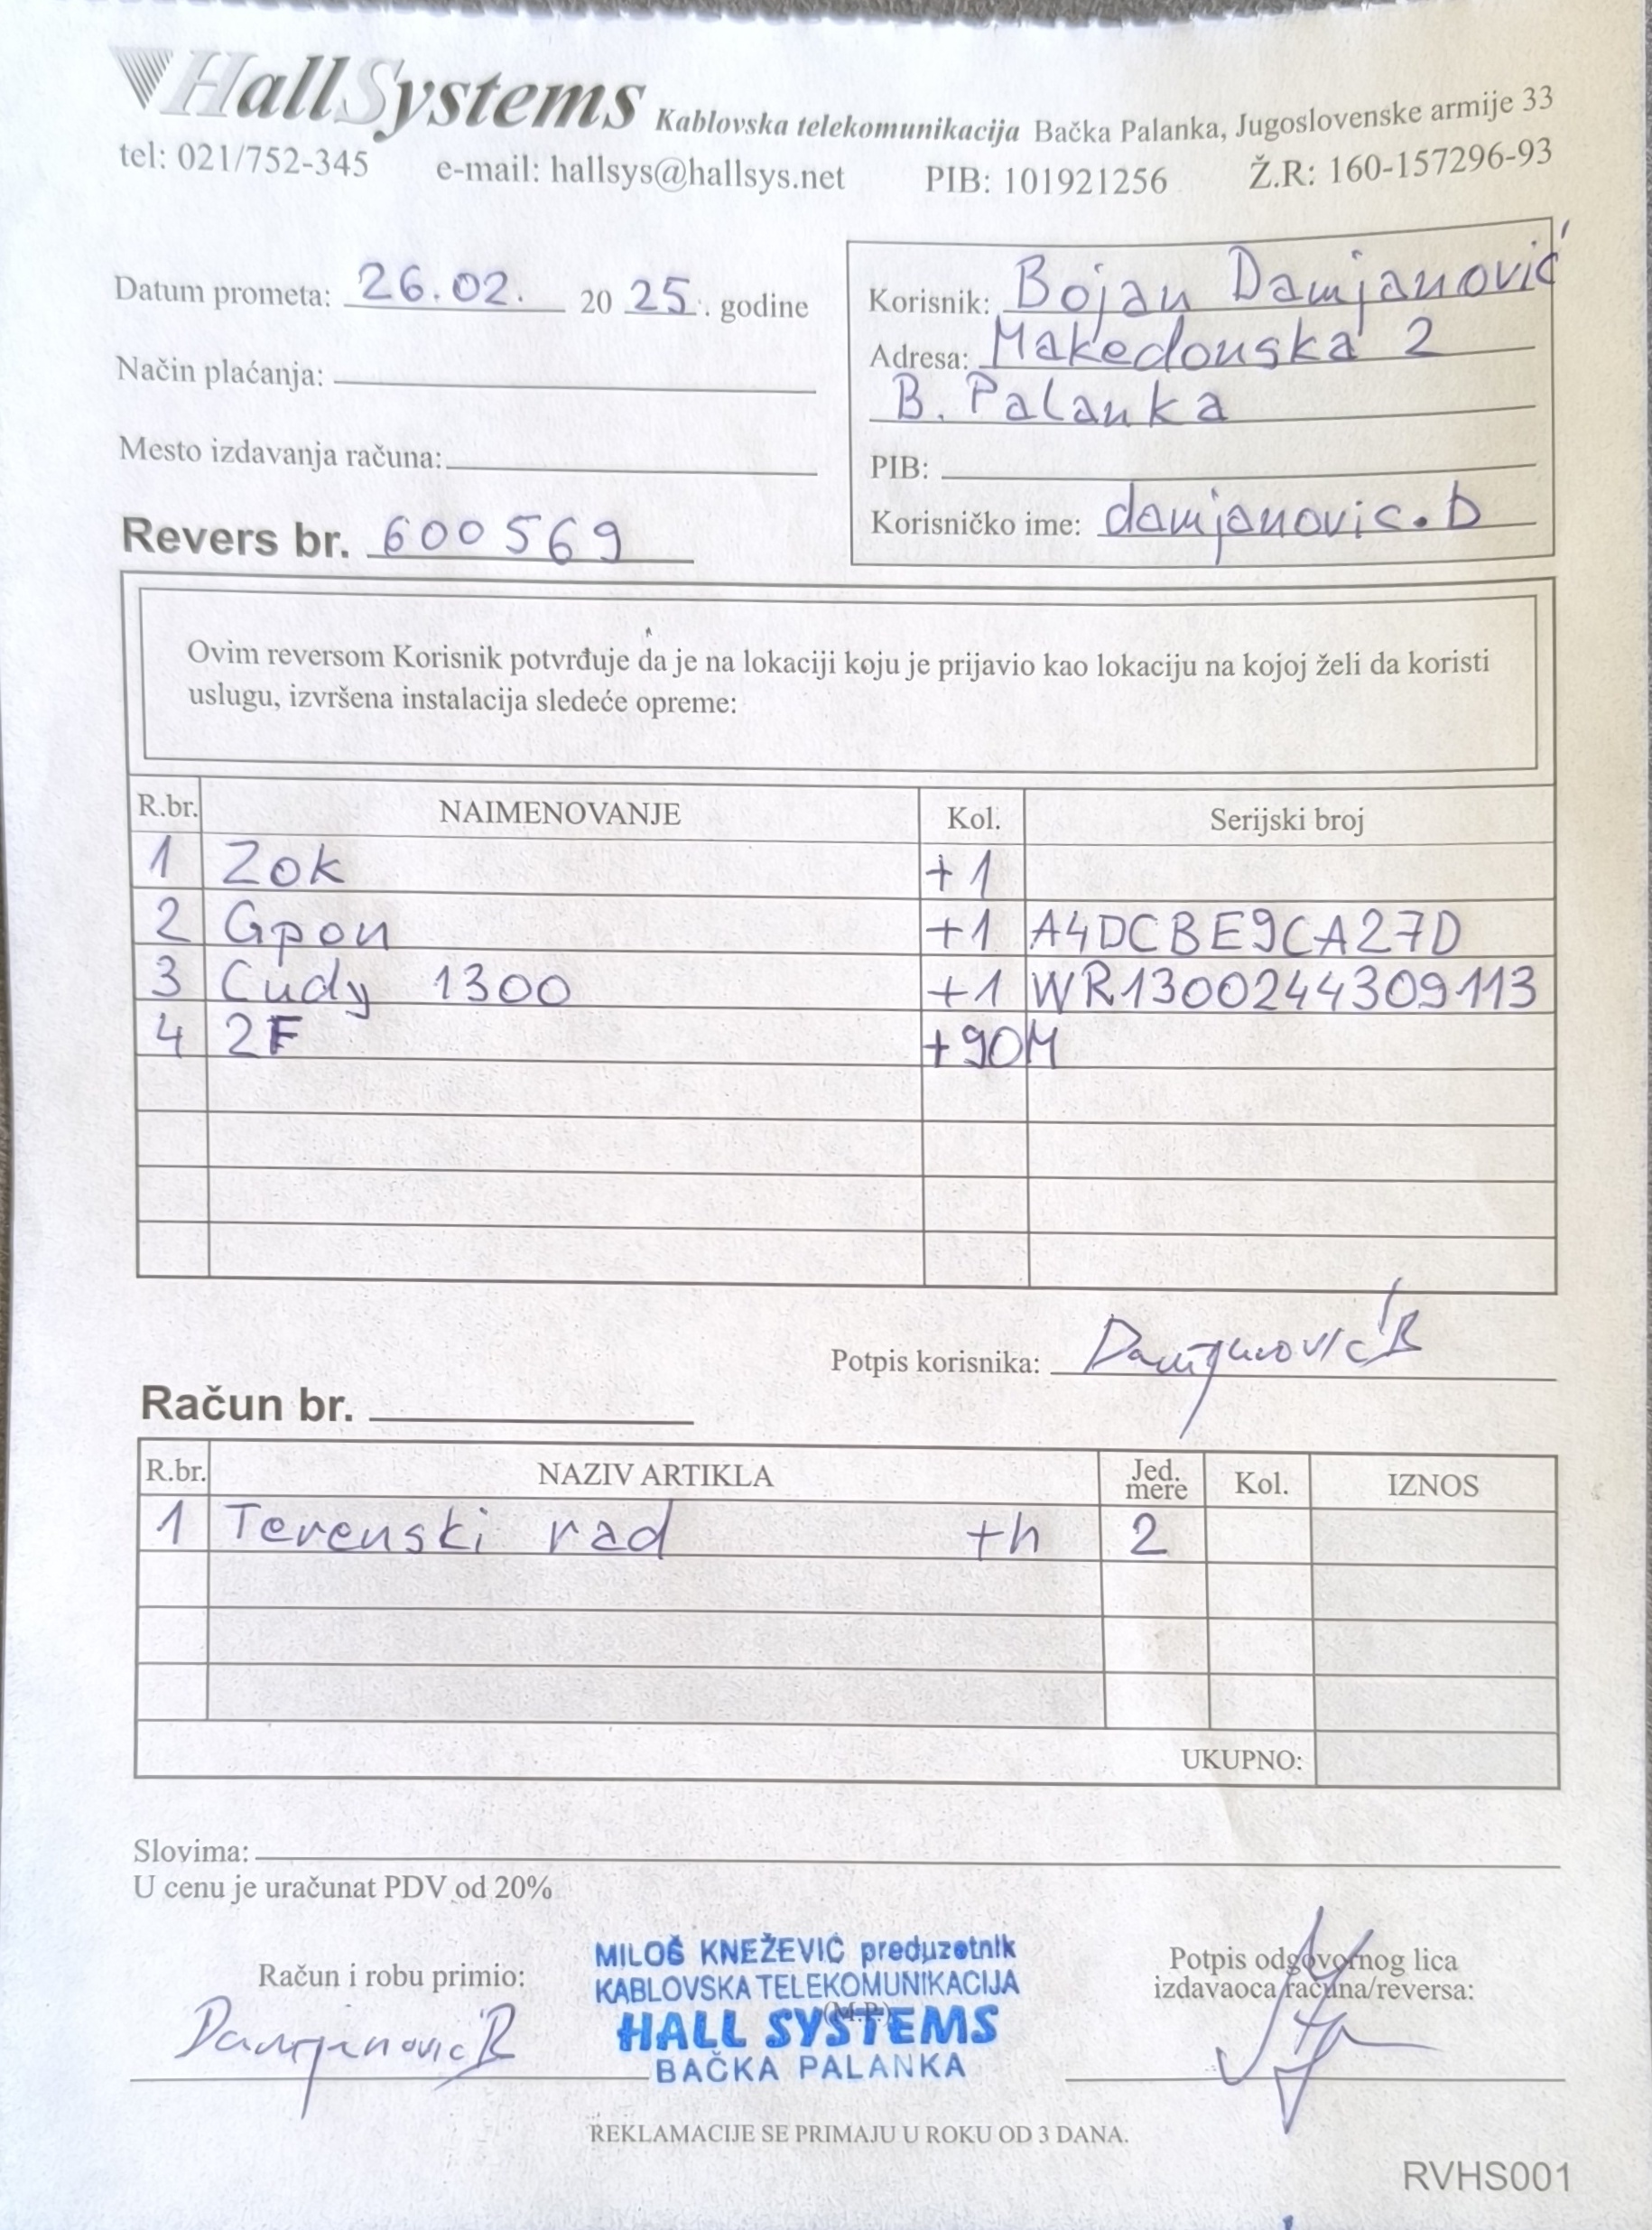 HallSystems Kablovska telekomunikacija Bačka Palanka, Jugoslovenske armije 33
tel: 021/752-345 e-mail: hallsys@hallsys.net PIB: 101921256 Ž.R: 160-157296-93
Datum prometa: 26.02. 20 25. godine
Način plaćanja:
Mesto izdavanja računa:
Revers br. 600569
Korisnik: Bojan Damjanović
Adresa: Makedonska 2
B. Palanka
PIB:
Korisničko ime: damjanovic.b
Ovim reversom Korisnik potvrđuje da je na lokaciji koju je prijavio kao lokaciju na kojoj želi da koristi
uslugu, izvršena instalacija sledeće opreme:
R.br. NAIMENOVANJE Kol. Serijski broj
1 Zok +1
2 Gpon +1 A4DCBE9CA27D
3 Cudy 1300 +1 WR1300244309113
4 2F +90M
Potpis korisnika: Damjanović B
Račun br.
R.br. NAZIV ARTIKLA Jed. mere Kol. IZNOS
1 Terenski rad +h 2
UKUPNO:
Slovima:
U cenu je uračunat PDV od 20%
Račun i robu primio:
Damjanović B
MILOŠ KNEŽEVIĆ preduzetnik
KABLOVSKA TELEKOMUNIKACIJA
(M.P.)
HALL SYSTEMS
BAČKA PALANKA
Potpis odgovornog lica
izdavaoca računa/reversa:
REKLAMACIJE SE PRIMAJU U ROKU OD 3 DANA.
RVHS001